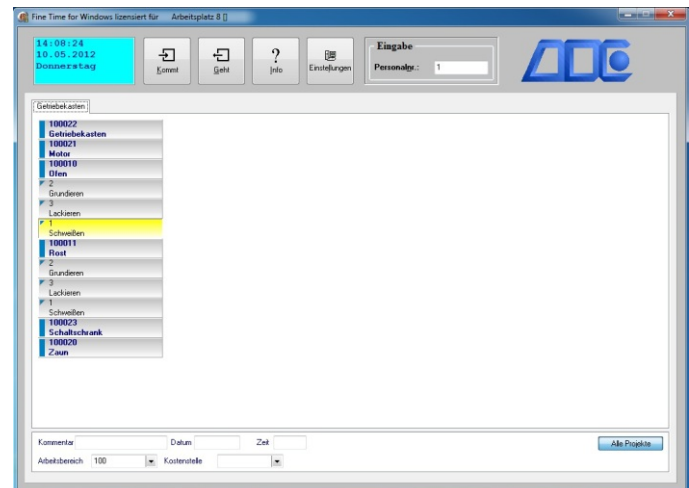 Fine Time for Windows lizensiert für Arbeitsplatz 8 []
14:08:24
10.05.2012
Donnerstag
Kommt
Geht
Info
Einstellungen
Eingabe
Personalnr.: 1
Getriebekasten
100022
Getriebekasten
100021
Motor
100010
Ofen
2
Grundieren
3
Lackieren
1
Schweißen
100011
Rost
2
Grundieren
3
Lackieren
1
Schweißen
100023
Schaltschrank
100020
Zaun
Kommentar Datum Zeit
Alle Projekte
Arbeitsbereich 100 Kostenstelle